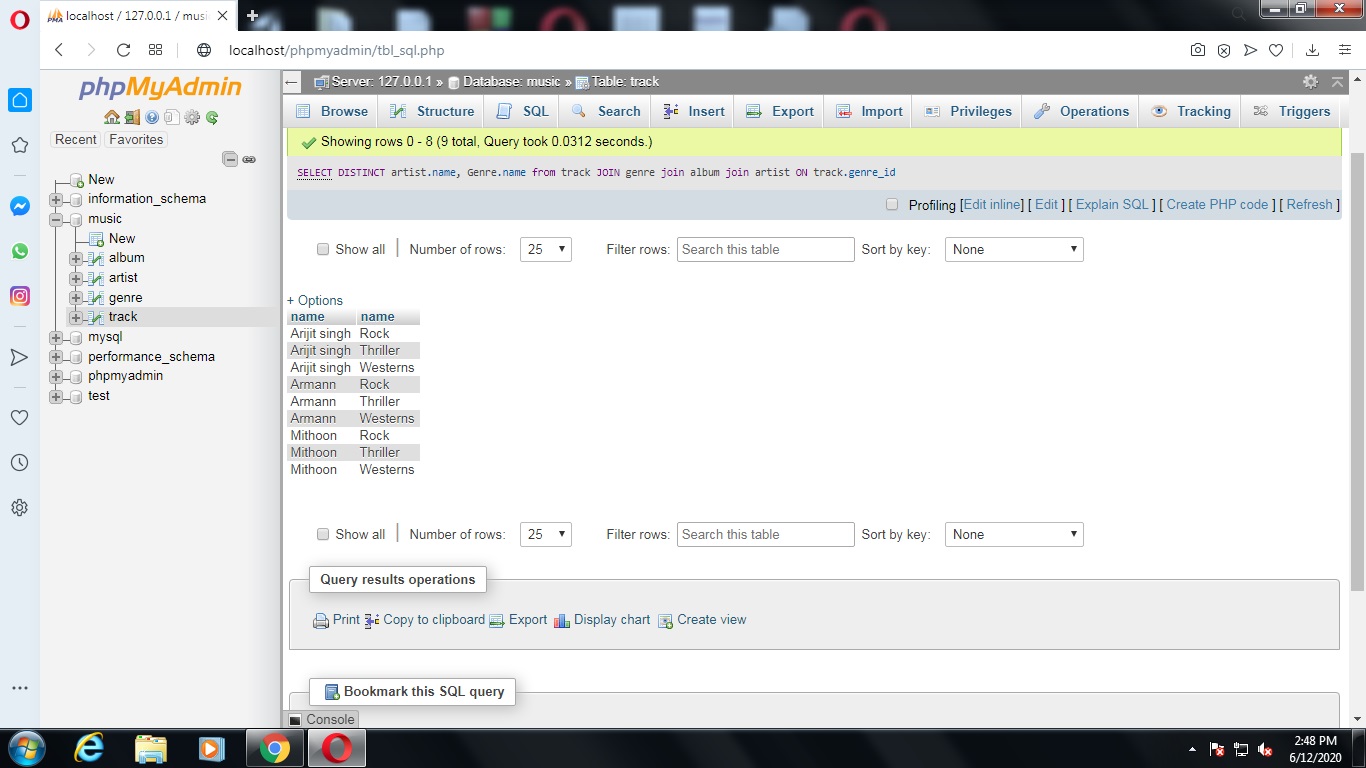 localhost / 127.0.0.1 / musi
localhost/phpmyadmin/tbl_sql.php
phpMyAdmin
Recent Favorites
New
information_schema
music
New
album
artist
genre
track
mysql
performance_schema
phpmyadmin
test
Server: 127.0.0.1 » Database: music » Table: track
Browse Structure SQL Search Insert Export Import Privileges Operations Tracking Triggers
Showing rows 0 - 8 (9 total, Query took 0.0312 seconds.)
SELECT DISTINCT artist.name, Genre.name from track JOIN genre join album join artist ON track.genre_id
Profiling [Edit inline] [ Edit ] [ Explain SQL ] [ Create PHP code ] [ Refresh ]
Show all | Number of rows: 25 Filter rows: Search this table Sort by key: None
+ Options
name name
Arijit singh Rock
Arijit singh Thriller
Arijit singh Westerns
Armann Rock
Armann Thriller
Armann Westerns
Mithoon Rock
Mithoon Thriller
Mithoon Westerns
Show all | Number of rows: 25 Filter rows: Search this table Sort by key: None
Query results operations
Print Copy to clipboard Export Display chart Create view
Bookmark this SQL query
Console
2:48 PM
6/12/2020